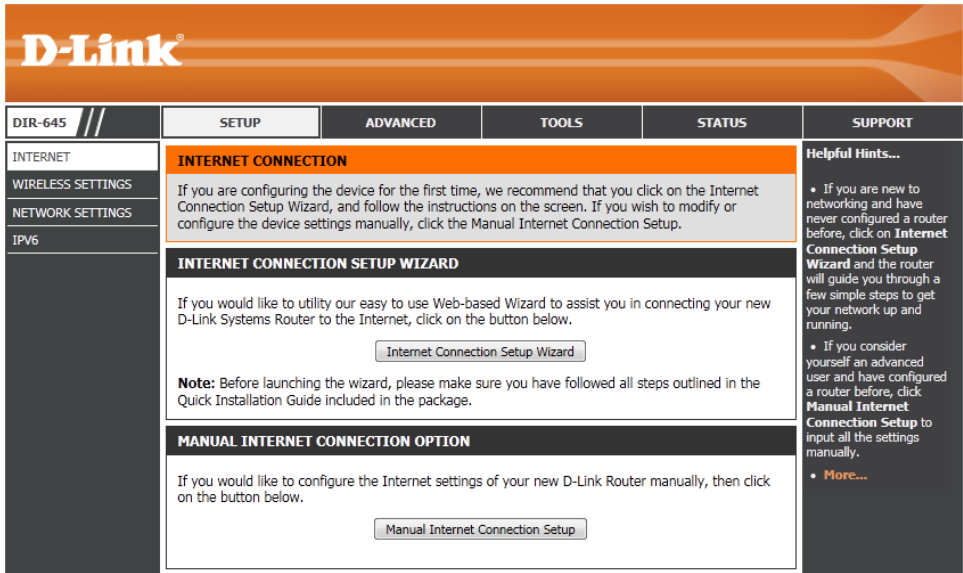 D-Link®
DIR-645
SETUP
ADVANCED
TOOLS
STATUS
SUPPORT
INTERNET
WIRELESS SETTINGS
NETWORK SETTINGS
IPV6
INTERNET CONNECTION
If you are configuring the device for the first time, we recommend that you click on the Internet
Connection Setup Wizard, and follow the instructions on the screen. If you wish to modify or
configure the device settings manually, click the Manual Internet Connection Setup.
INTERNET CONNECTION SETUP WIZARD
If you would like to utility our easy to use Web-based Wizard to assist you in connecting your new
D-Link Systems Router to the Internet, click on the button below.
Internet Connection Setup Wizard
Note: Before launching the wizard, please make sure you have followed all steps outlined in the
Quick Installation Guide included in the package.
MANUAL INTERNET CONNECTION OPTION
If you would like to configure the Internet settings of your new D-Link Router manually, then click
on the button below.
Manual Internet Connection Setup
Helpful Hints...
• If you are new to
networking and have
never configured a router
before, click on Internet
Connection Setup
Wizard and the router
will guide you through a
few simple steps to get
your network up and
running.
• If you consider
yourself an advanced
user and have configured
a router before, click
Manual Internet
Connection Setup to
input all the settings
manually.
• More...